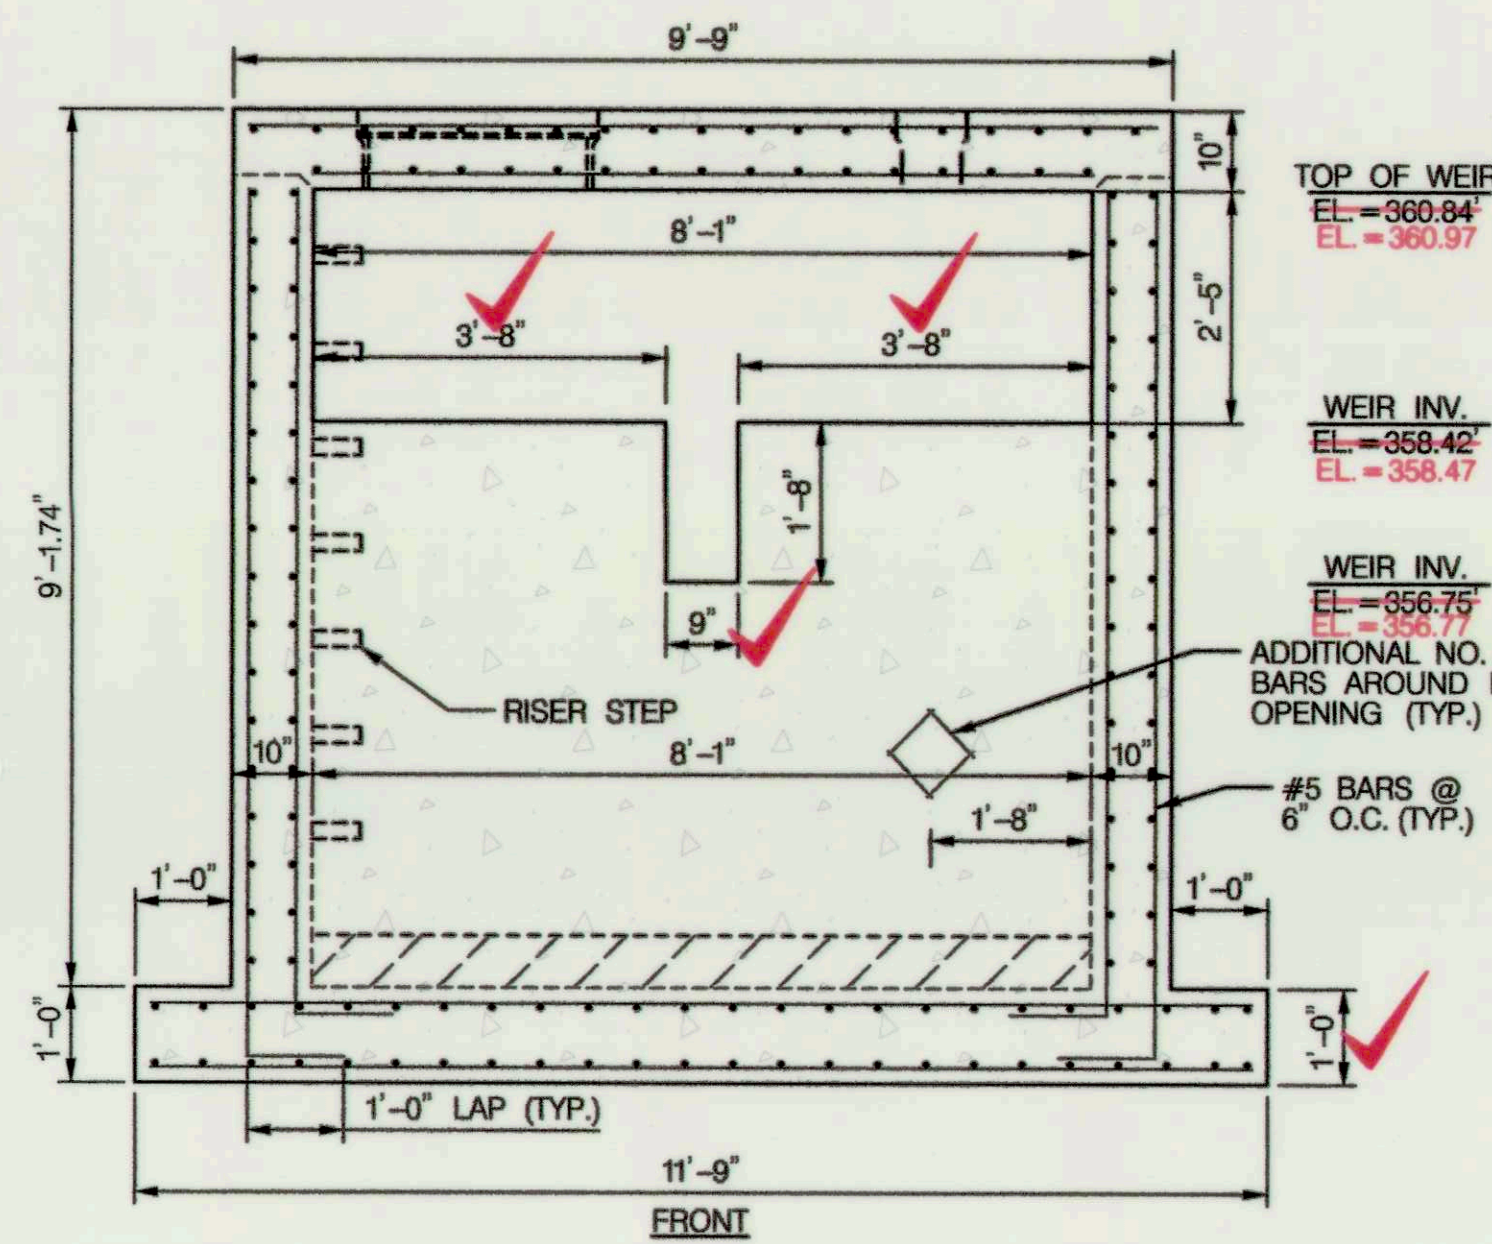 9'-9"
10"
TOP OF WEIR
EL. = 360.84'
EL. = 360.97
8'-1"
2'-5"
3'-8"
3'-8"
WEIR INV.
EL. = 358.42'
EL. = 358.47
1'-8"
9'-1.74"
WEIR INV.
EL. = 356.75'
EL. = 356.77
9"
ADDITIONAL NO.
BARS AROUND
OPENING (TYP.)
RISER STEP
10"
8'-1"
10"
#5 BARS @
6" O.C. (TYP.)
1'-8"
1'-0"
1'-0"
1'-0"
1'-0"
1'-0" LAP (TYP.)
11'-9"
FRONT